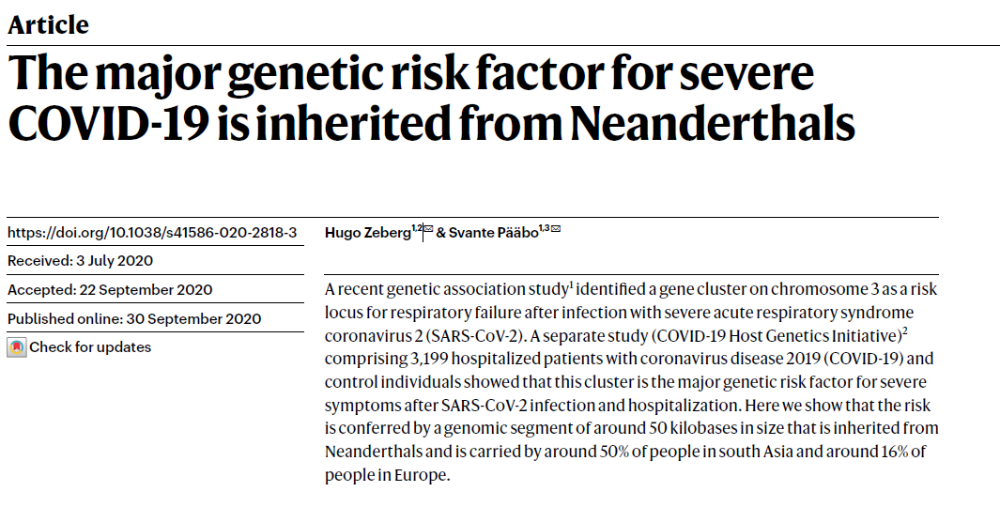 Article
The major genetic risk factor for severe
COVID-19 is inherited from Neanderthals
https://doi.org/10.1038/s41586-020-2818-3
Received: 3 July 2020
Accepted: 22 September 2020
Published online: 30 September 2020
Check for updates
Hugo Zeberg1,2✉ & Svante Pääbo1,3✉
A recent genetic association study1 identified a gene cluster on chromosome 3 as a risk
locus for respiratory failure after infection with severe acute respiratory syndrome
coronavirus 2 (SARS-CoV-2). A separate study (COVID-19 Host Genetics Initiative)2
comprising 3,199 hospitalized patients with coronavirus disease 2019 (COVID-19) and
control individuals showed that this cluster is the major genetic risk factor for severe
symptoms after SARS-CoV-2 infection and hospitalization. Here we show that the risk
is conferred by a genomic segment of around 50 kilobases in size that is inherited from
Neanderthals and is carried by around 50% of people in south Asia and around 16% of
people in Europe.